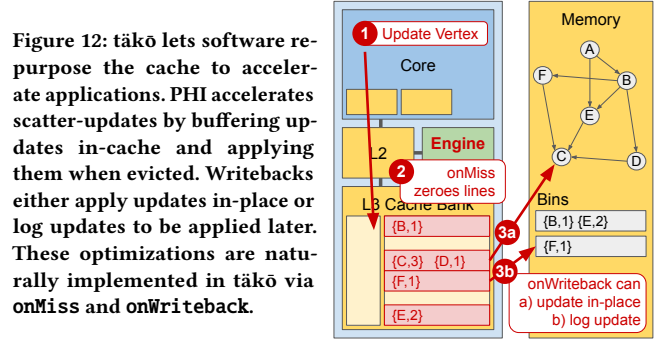 Figure 12: täkō lets software re-
purpose the cache to acceler-
ate applications. PHI accelerates
scatter-updates by buffering up-
dates in-cache and applying
them when evicted. Writebacks
either apply updates in-place or
log updates to be applied later.
These optimizations are natu-
rally implemented in täkō via
onMiss and onWriteback.
1 Update Vertex
Core
L2
Engine
2 onMiss
zeroes lines
L3 Cache Bank
{B,1}
{C,3} {D,1}
{F,1}
{E,2}
3a
3b
Memory
A
F
B
E
C
D
Bins
{B,1} {E,2}
{F,1}
onWriteback can
a) update in-place
b) log update